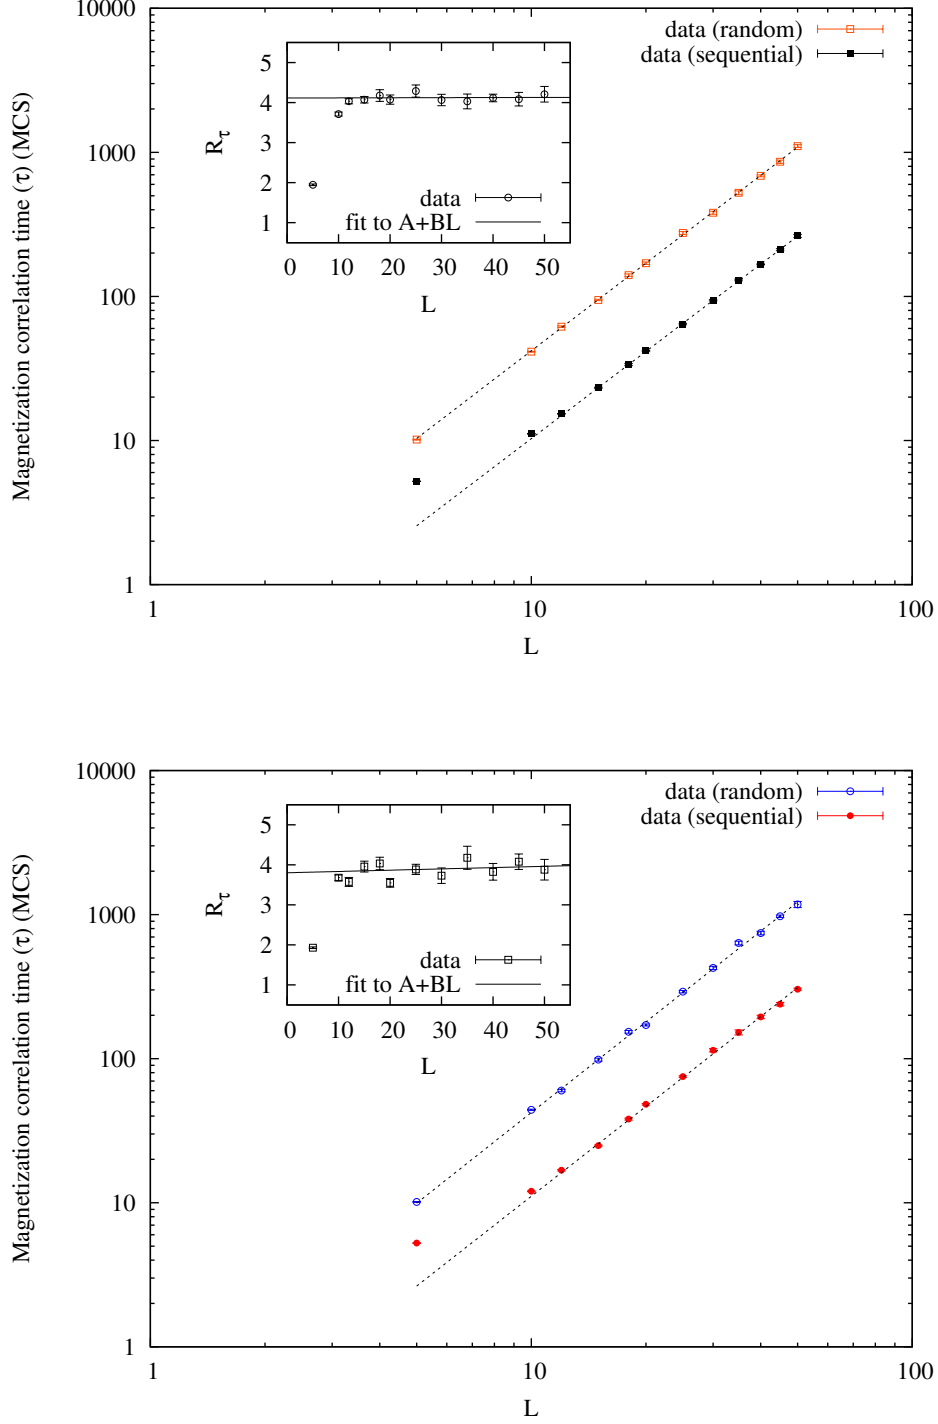 10000
1000
100
10
1
1
10
100
Magnetization correlation time (τ) (MCS)
L
data (random)
data (sequential)
5
4
3
2
1
0
10
20
30
40
50
Rτ
L
data
fit to A+BL
10000
1000
100
10
1
1
10
100
Magnetization correlation time (τ) (MCS)
L
data (random)
data (sequential)
5
4
3
2
1
0
10
20
30
40
50
Rτ
L
data
fit to A+BL